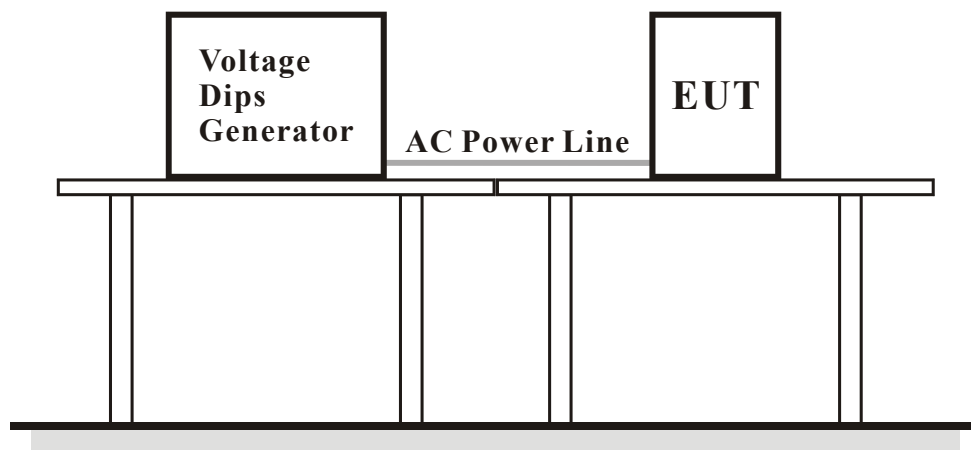 Voltage
Dips
Generator
EUT
AC Power Line